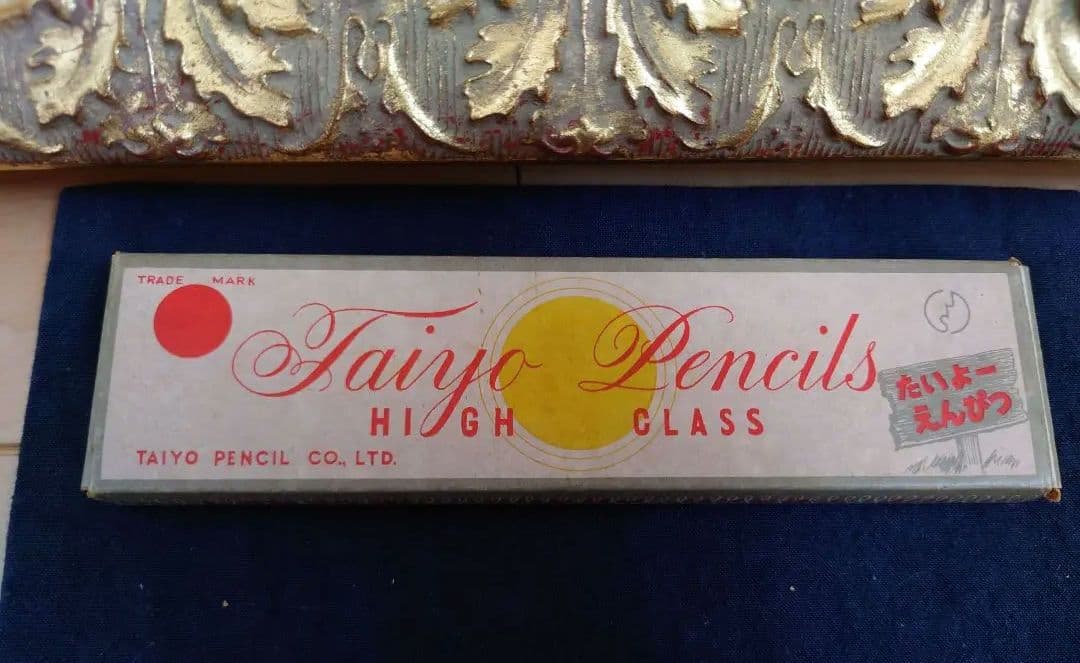 TRADE MARK
Taiyo Pencils
HIGH CLASS
TAIYO PENCIL CO., LTD.
たいよー
えんぴつ